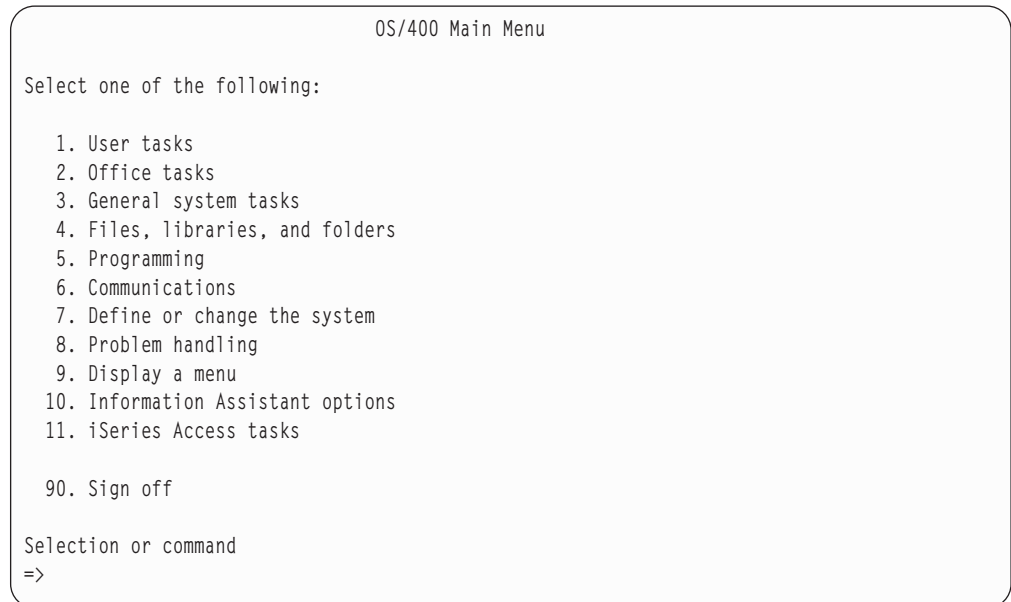 OS/400 Main Menu
Select one of the following:
1. User tasks
2. Office tasks
3. General system tasks
4. Files, libraries, and folders
5. Programming
6. Communications
7. Define or change the system
8. Problem handling
9. Display a menu
10. Information Assistant options
11. iSeries Access tasks
90. Sign off
Selection or command
=>